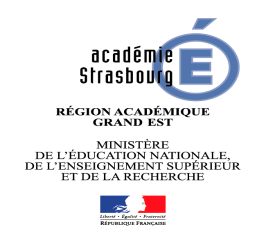 académie
Strasbourg
É
RÉGION ACADÉMIQUE
GRAND EST
MINISTÈRE
DE L'ÉDUCATION NATIONALE,
DE L'ENSEIGNEMENT SUPÉRIEUR
ET DE LA RECHERCHE
Liberté • Égalité • Fraternité
RÉPUBLIQUE FRANÇAISE